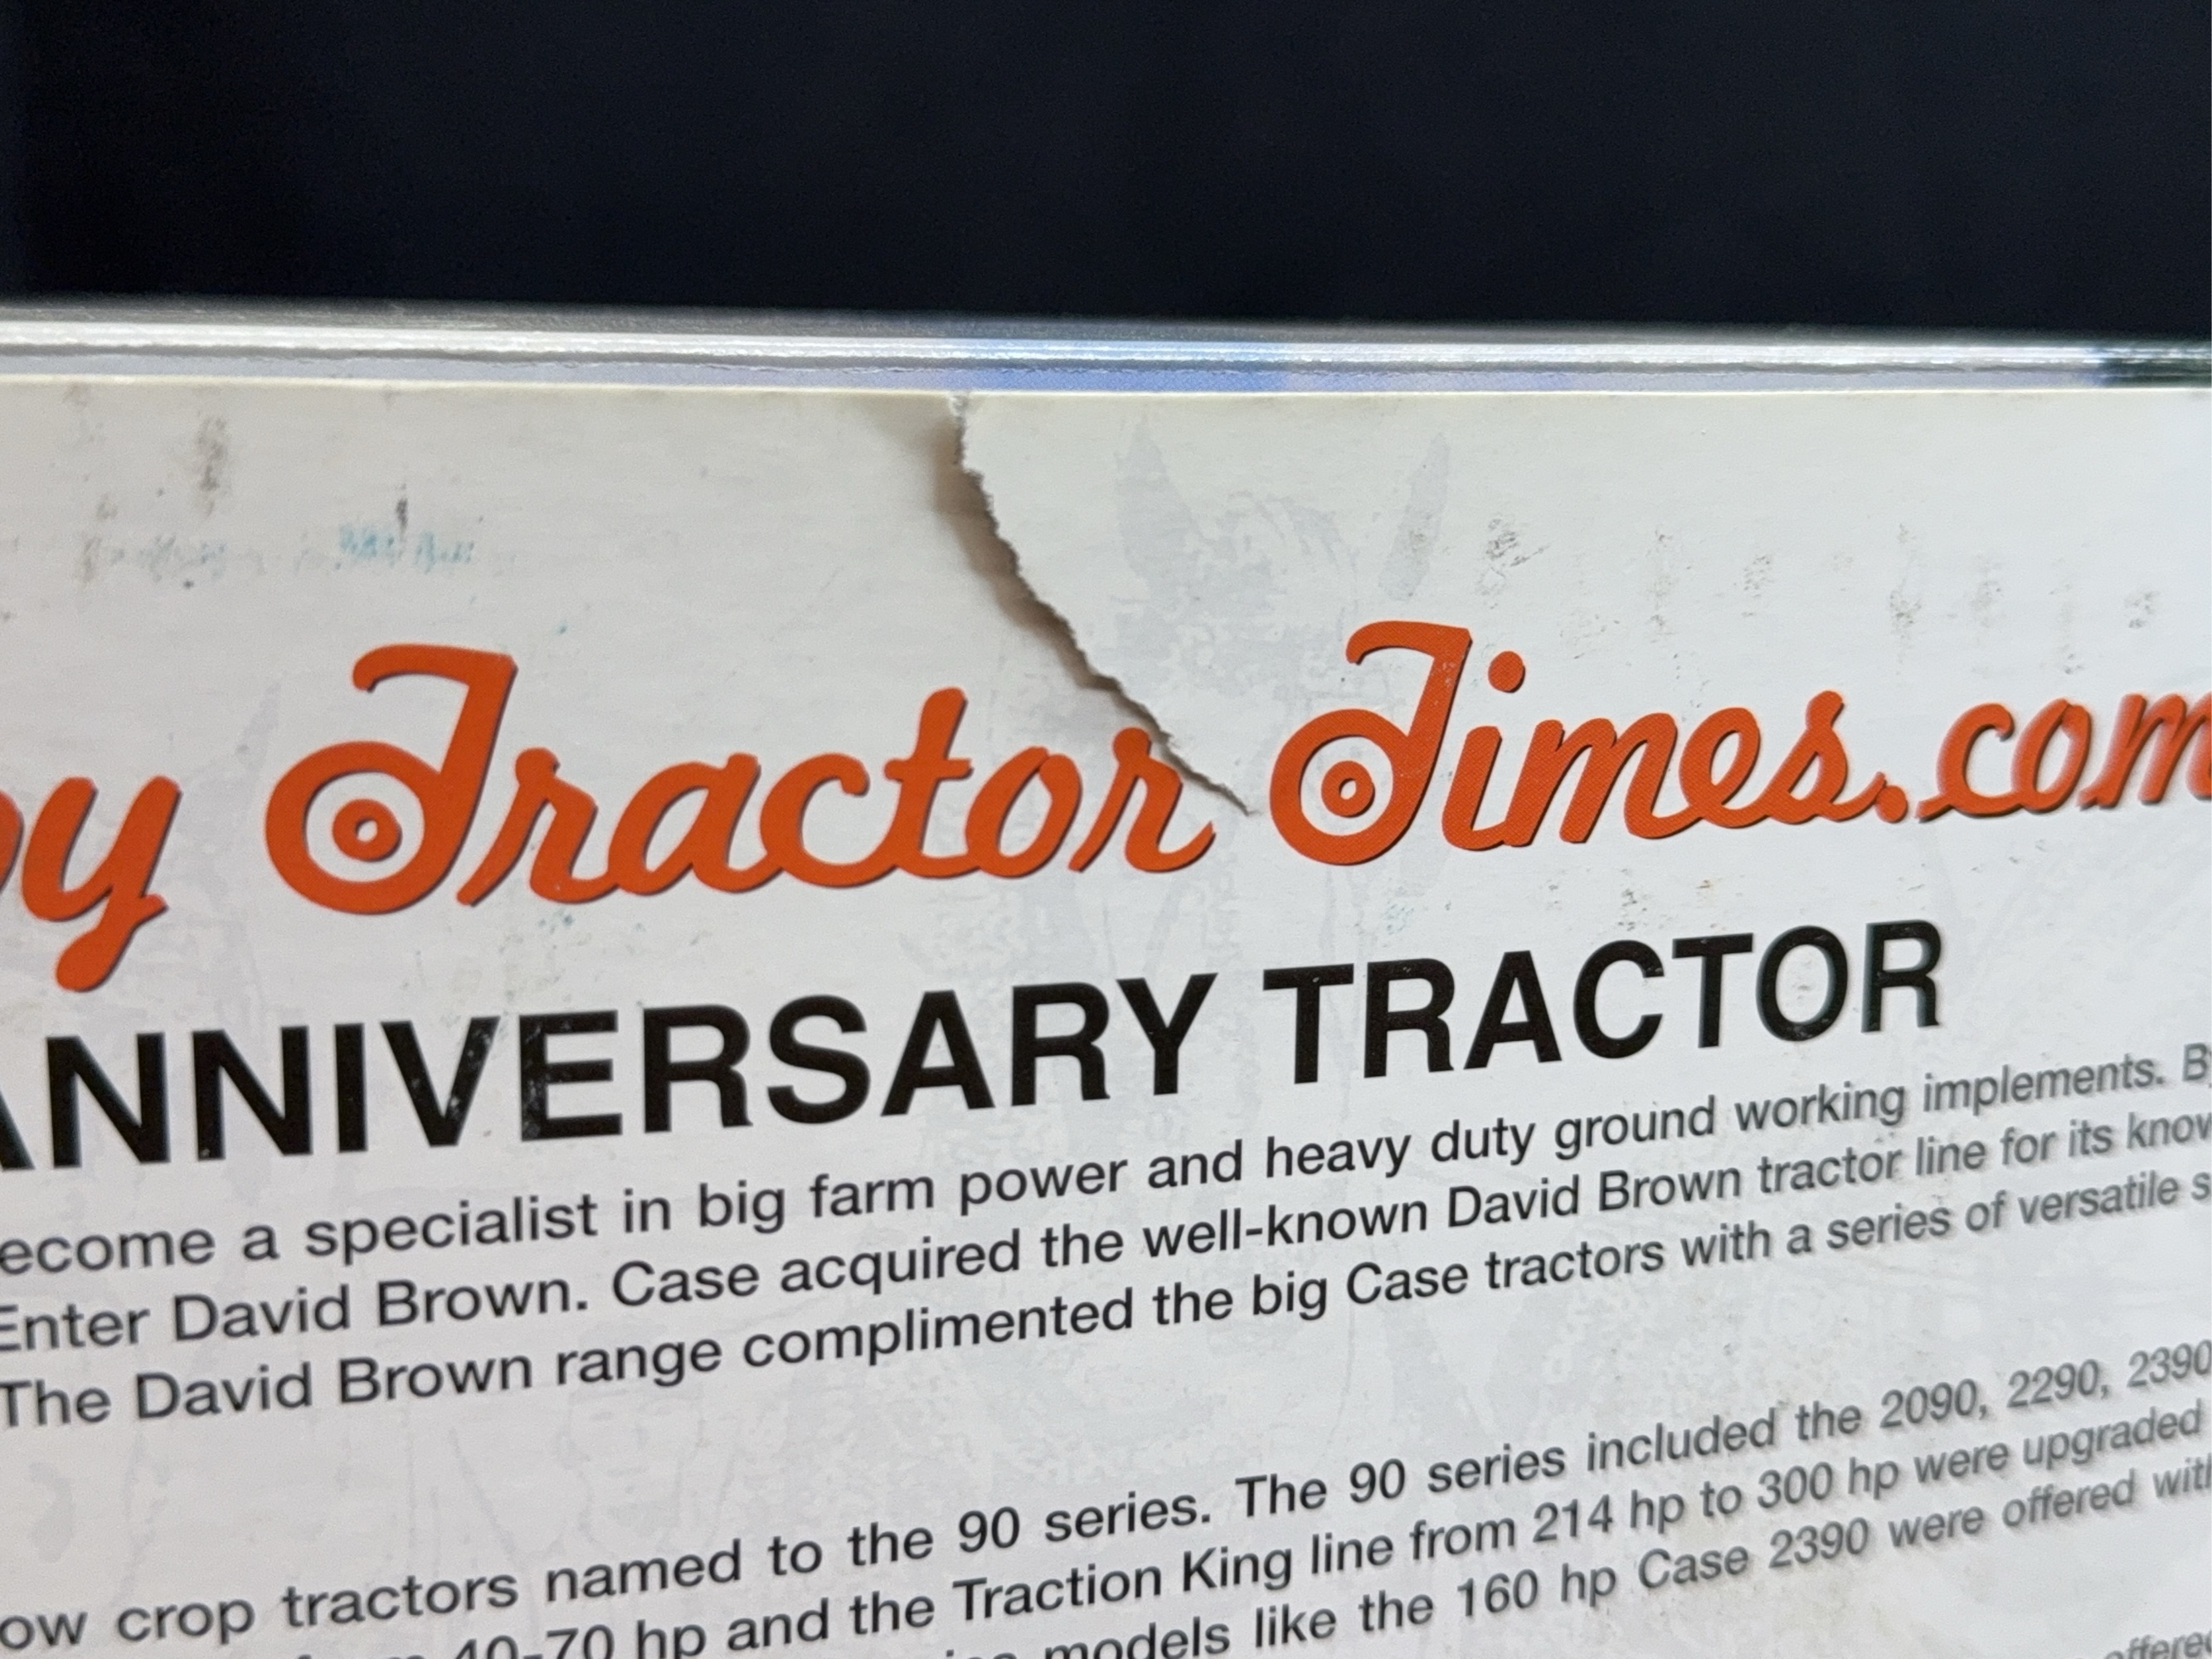 y Tractor Times.com
ANNIVERSARY TRACTOR
ecome a specialist in big farm power and heavy duty ground working implements. B
Enter David Brown. Case acquired the well-known David Brown tractor line for its know
The David Brown range complimented the big Case tractors with a series of versatile s
ow crop tractors named to the 90 series. The 90 series included the 2090, 2290, 2390
40-70 hp and the Traction King line from 214 hp to 300 hp were upgraded
models like the 160 hp Case 2390 were offered with
offered